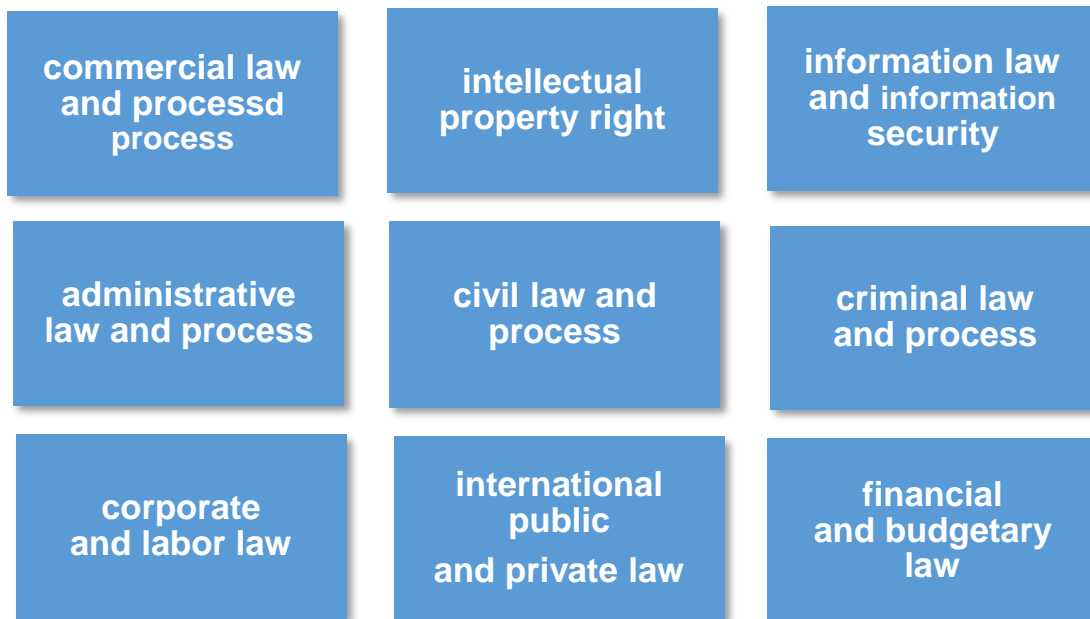 commercial law
and processd
process
intellectual
property right
information law
and information
security
administrative
law and process
civil law and
process
criminal law
and process
corporate
and labor law
international
public
and private law
financial
and budgetary
law